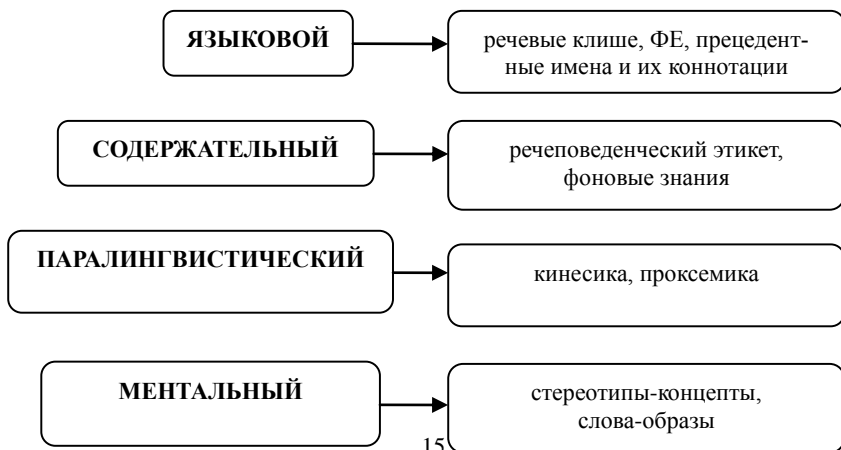 ЯЗЫКОВОЙ
речевые клише, ФЕ, прецедент-
ные имена и их коннотации
СОДЕРЖАТЕЛЬНЫЙ
речеповеденческий этикет,
фоновые знания
ПАРАЛИНГВИСТИЧЕСКИЙ
кинесика, проксемика
МЕНТАЛЬНЫЙ
стереотипы-концепты,
слова-образы
15